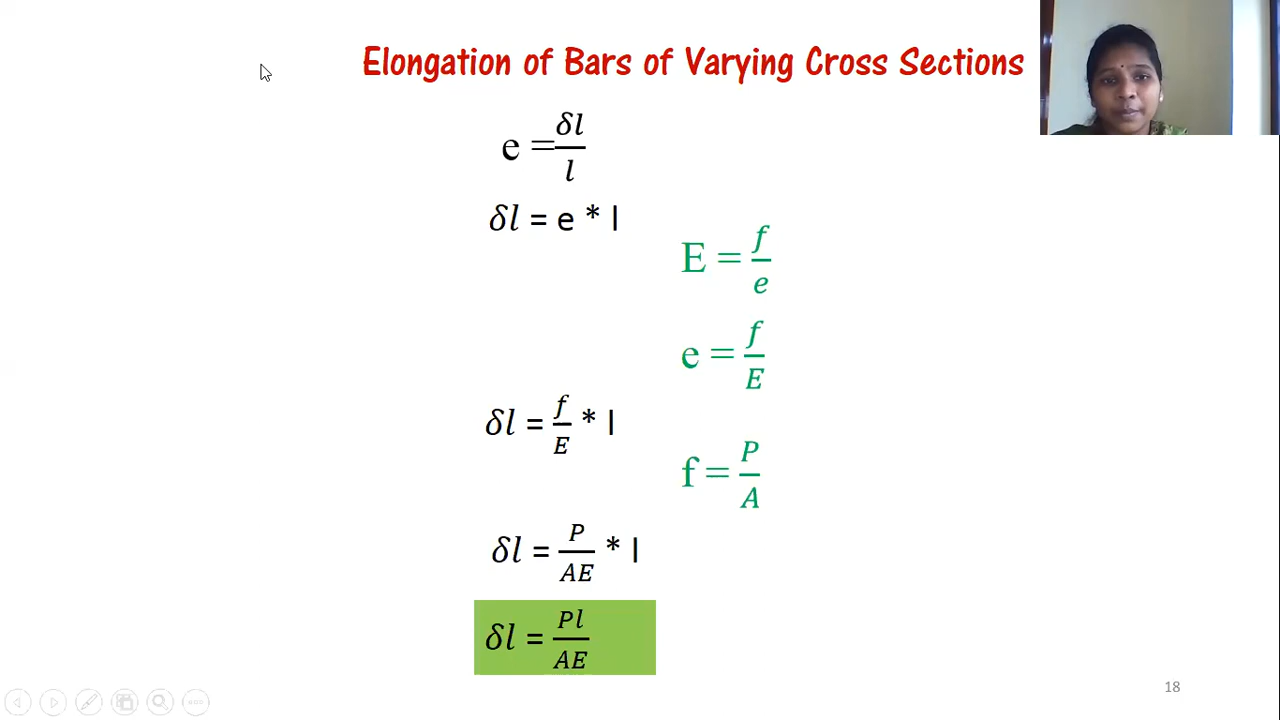 Elongation of Bars of Varying Cross Sections
e = δl/l
δl = e * l
E = f/e
e = f/E
δl = f/E * l
f = P/A
δl = P/AE * l
δl = Pl/AE
18